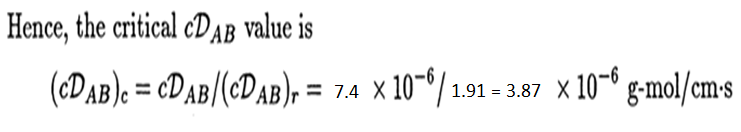 Hence, the critical c𝒟_AB value is
(c𝒟_AB)_c = c𝒟_AB/(c𝒟_AB)_r = 7.4 × 10⁻⁶/ 1.91 = 3.87 × 10⁻⁶ g-mol/cm·s